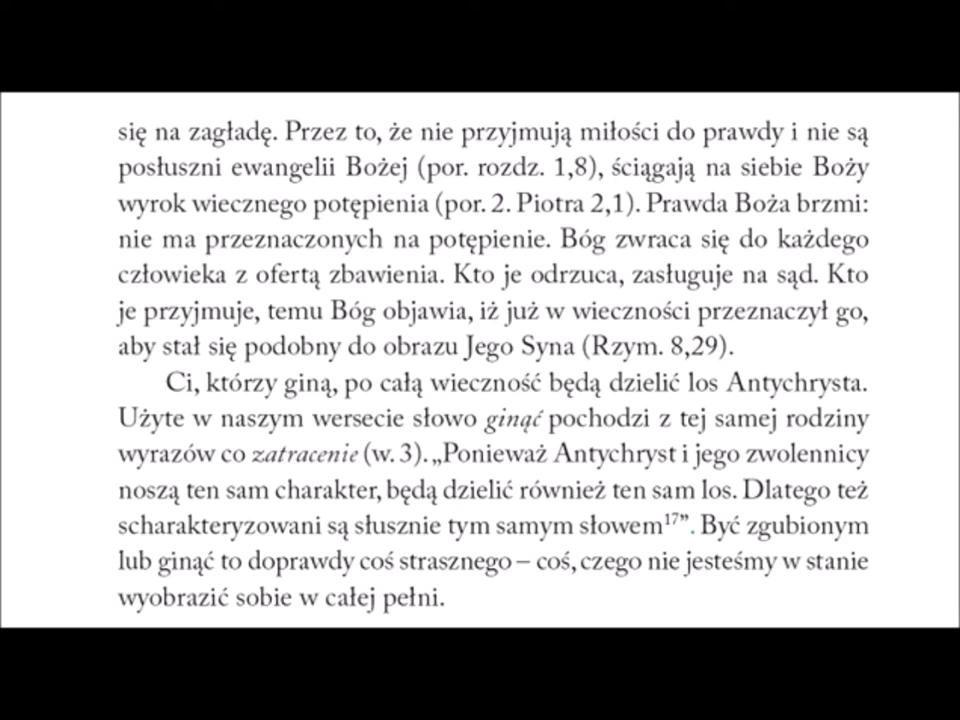 się na zagładę. Przez to, że nie przyjmują miłości do prawdy i nie są
posłuszni ewangelii Bożej (por. rozdz. 1,8), ściągają na siebie Boży
wyrok wiecznego potępienia (por. 2. Piotra 2,1). Prawda Boża brzmi:
nie ma przeznaczonych na potępienie. Bóg zwraca się do każdego
człowieka z ofertą zbawienia. Kto je odrzuca, zasługuje na sąd. Kto
je przyjmuje, temu Bóg objawia, iż już w wieczności przeznaczył go,
aby stał się podobny do obrazu Jego Syna (Rzym. 8,29).
Ci, którzy giną, po całą wieczność będą dzielić los Antychrysta.
Użyte w naszym wersecie słowo ginąć pochodzi z tej samej rodziny
wyrazów co zatracenie (w. 3). „Ponieważ Antychryst i jego zwolennicy
noszą ten sam charakter, będą dzielić również ten sam los. Dlatego też
scharakteryzowani są słusznie tym samym słowem¹⁷”. Być zgubionym
lub ginąć to doprawdy coś strasznego – coś, czego nie jesteśmy w stanie
wyobrazić sobie w całej pełni.